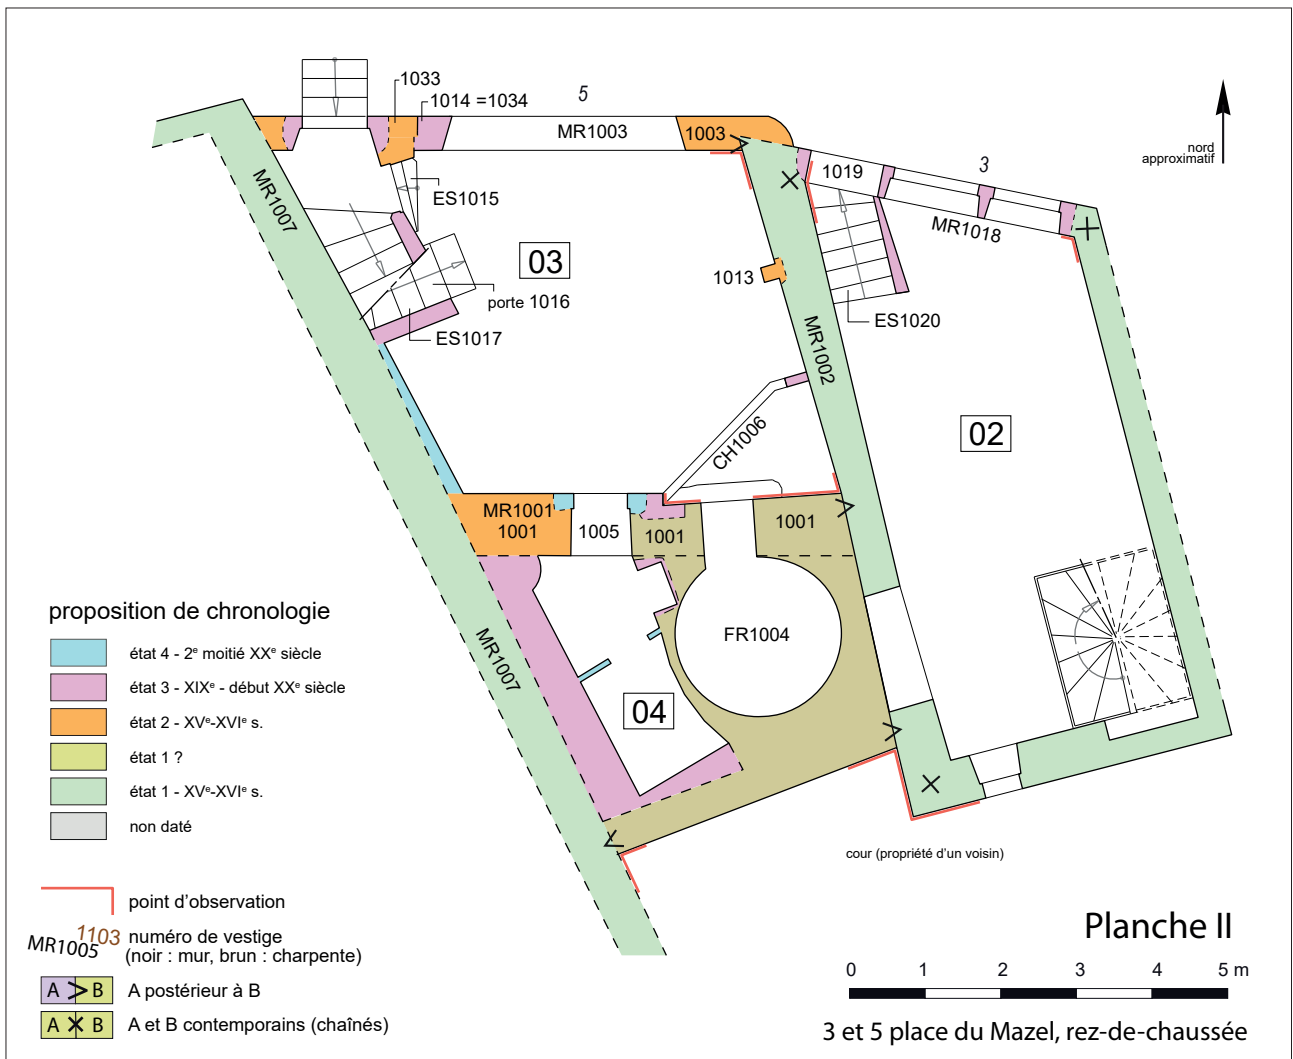 1033
1014 =1034
5
MR1003
1003
nord
approximatif
3
1019
MR1018
MR1007
ES1015
03
1013
porte 1016
ES1017
ES1020
MR1002
02
CH1006
MR1001
1001
1005
1001
1001
FR1004
MR1007
04
proposition de chronologie
état 4 - 2e moitié XXe siècle
état 3 - XIXe - début XXe siècle
état 2 - XVe-XVIe s.
état 1 ?
état 1 - XVe-XVIe s.
non daté
cour (propriété d'un voisin)
point d'observation
1103
MR1005
numéro de vestige
(noir : mur, brun : charpente)
A > B
A postérieur à B
A X B
A et B contemporains (chaînés)
Planche II
0 1 2 3 4 5 m
3 et 5 place du Mazel, rez-de-chaussée